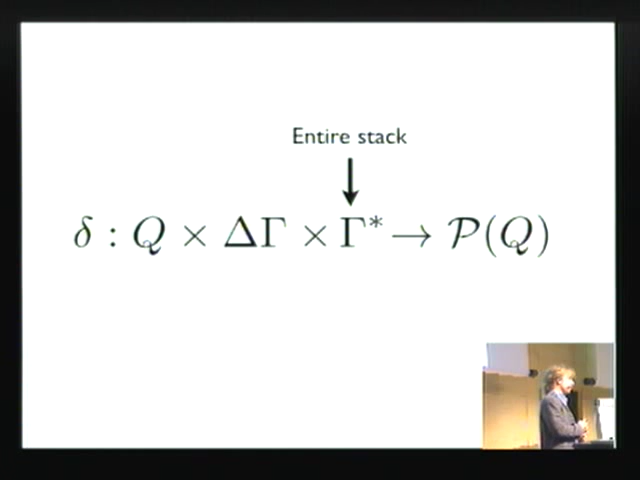 Entire stack
δ : Q × ΔΓ × Γ* → 𝒫(Q)